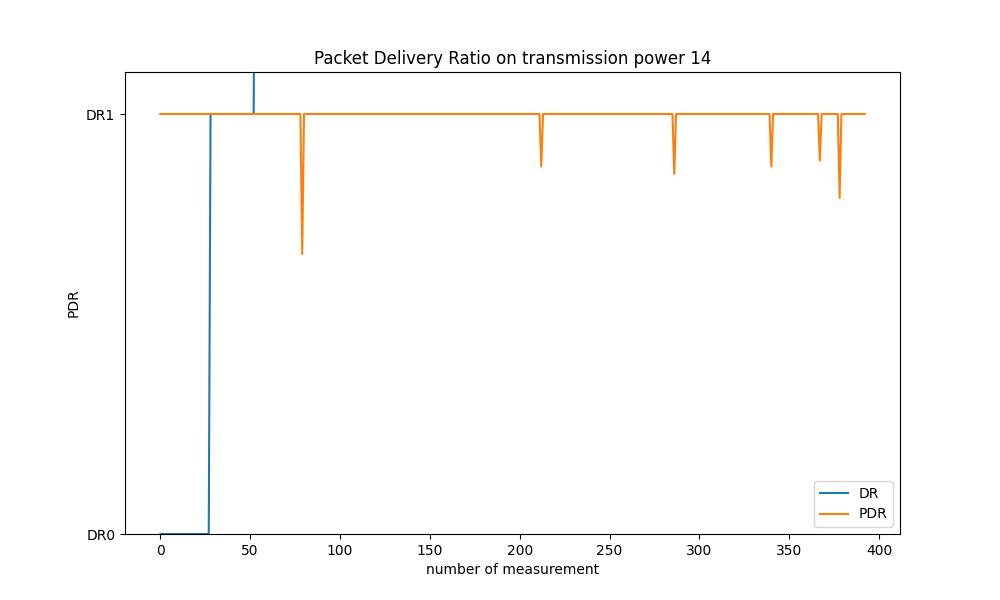 Packet Delivery Ratio on transmission power 14
DR1
PDR
DR0
0 50 100 150 200 250 300 350 400
number of measurement
DR
PDR